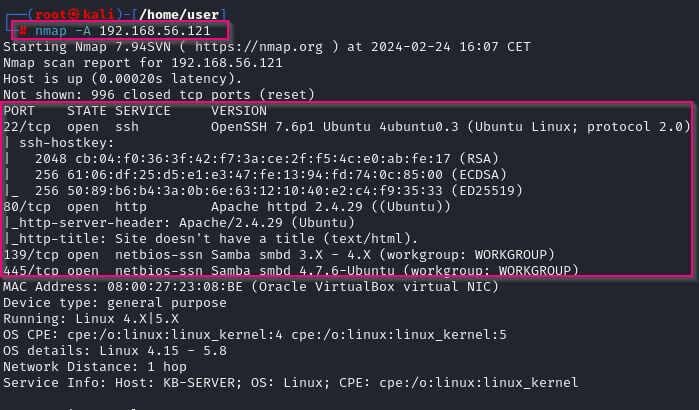 ┌──(root㉿kali)-[/home/user]
└─# nmap -A 192.168.56.121
Starting Nmap 7.94SVN ( https://nmap.org ) at 2024-02-24 16:07 CET
Nmap scan report for 192.168.56.121
Host is up (0.00020s latency).
Not shown: 996 closed tcp ports (reset)
PORT    STATE SERVICE     VERSION
22/tcp  open  ssh         OpenSSH 7.6p1 Ubuntu 4ubuntu0.3 (Ubuntu Linux; protocol 2.0)
| ssh-hostkey:
|   2048 cb:04:f0:36:3f:42:f7:3a:ce:2f:f5:4c:e0:ab:fe:17 (RSA)
|   256 61:06:df:25:d5:e1:e3:47:fe:13:94:fd:74:0c:85:00 (ECDSA)
|_  256 50:89:b6:b4:3a:0b:6e:63:12:10:40:e2:c4:f9:35:33 (ED25519)
80/tcp  open  http        Apache httpd 2.4.29 ((Ubuntu))
|_http-server-header: Apache/2.4.29 (Ubuntu)
|_http-title: Site doesn't have a title (text/html).
139/tcp open  netbios-ssn Samba smbd 3.X - 4.X (workgroup: WORKGROUP)
445/tcp open  netbios-ssn Samba smbd 4.7.6-Ubuntu (workgroup: WORKGROUP)
MAC Address: 08:00:27:23:08:BE (Oracle VirtualBox virtual NIC)
Device type: general purpose
Running: Linux 4.X|5.X
OS CPE: cpe:/o:linux:linux_kernel:4 cpe:/o:linux:linux_kernel:5
OS details: Linux 4.15 - 5.8
Network Distance: 1 hop
Service Info: Host: KB-SERVER; OS: Linux; CPE: cpe:/o:linux:linux_kernel